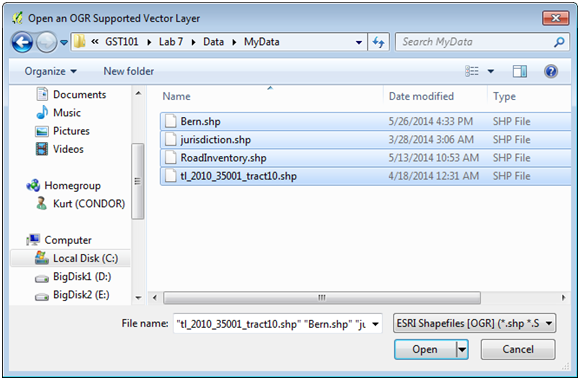 Open an OGR Supported Vector Layer
« GST101 ▸ Lab 7 ▸ Data ▸ MyData
Search MyData
Organize ▾ New folder
Documents
Music
Pictures
Videos
Homegroup
Kurt (CONDOR)
Computer
Local Disk (C:)
BigDisk1 (D:)
BigDisk2 (E:)
Name Date modified Type
Bern.shp 5/26/2014 4:33 PM SHP File
jurisdiction.shp 3/28/2014 3:06 AM SHP File
RoadInventory.shp 5/13/2014 10:53 AM SHP File
tl_2010_35001_tract10.shp 4/18/2014 12:31 AM SHP File
File name: "tl_2010_35001_tract10.shp" "Bern.shp" "ju
ESRI Shapefiles [OGR] (*.shp *.S
Open Cancel